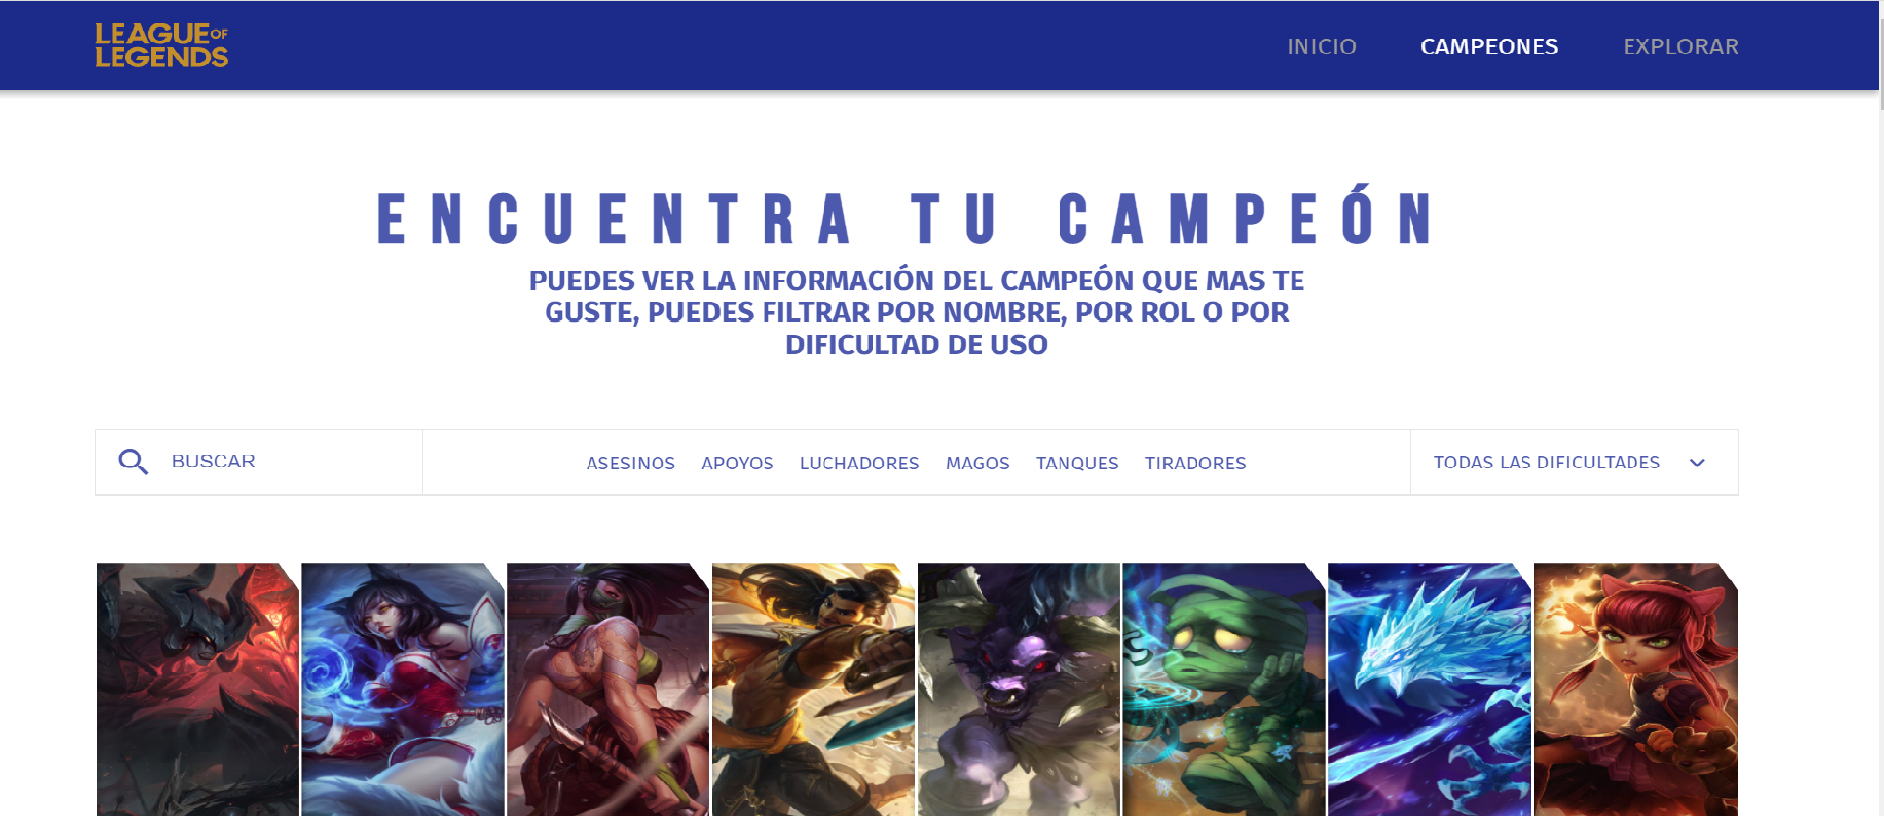 LEAGUE OF
LEGENDS
INICIO CAMPEONES EXPLORAR
ENCUENTRA TU CAMPEÓN
PUEDES VER LA INFORMACIÓN DEL CAMPEÓN QUE MAS TE
GUSTE, PUEDES FILTRAR POR NOMBRE, POR ROL O POR
DIFICULTAD DE USO
BUSCAR ASESINOS APOYOS LUCHADORES MAGOS TANQUES TIRADORES TODAS LAS DIFICULTADES